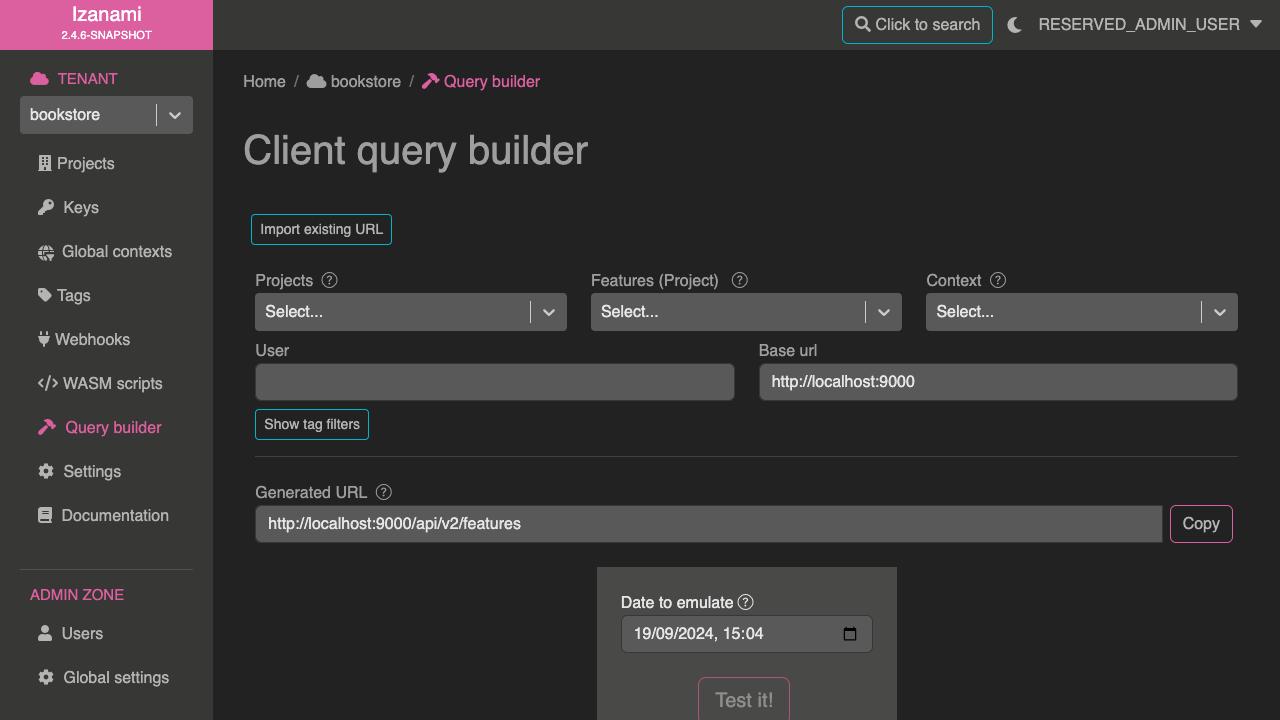 Izanami
2.4.6-SNAPSHOT
Click to search
RESERVED_ADMIN_USER
TENANT
bookstore
Projects
Keys
Global contexts
Tags
Webhooks
WASM scripts
Query builder
Settings
Documentation
ADMIN ZONE
Users
Global settings
Home / bookstore / Query builder
Client query builder
Import existing URL
Projects ? Features (Project) ? Context ?
Select... Select... Select...
User Base url
http://localhost:9000
Show tag filters
Generated URL ?
http://localhost:9000/api/v2/features Copy
Date to emulate ?
19/09/2024, 15:04
Test it!